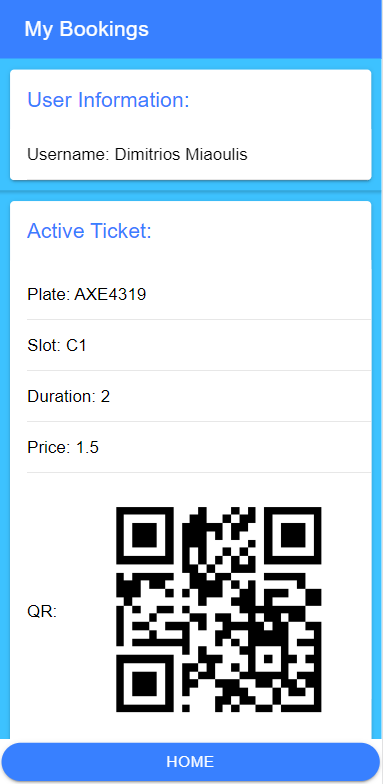 My Bookings
User Information:
Username: Dimitrios Miaoulis
Active Ticket:
Plate: AXE4319
Slot: C1
Duration: 2
Price: 1.5
QR:
HOME